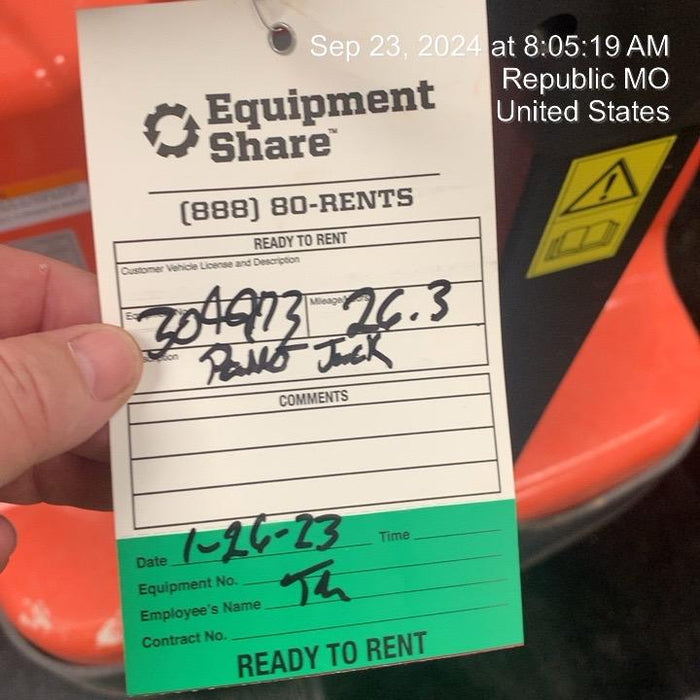 Sep 23, 2024 at 8:05:19 AM
Republic MO
United States
Equipment
Share™
(888) 80-RENTS
READY TO RENT
Customer Vehicle License and Description
304973 26.3
Jack
COMMENTS
Date 1-26-23 Time
Equipment No.
Employee's Name
Contract No.
READY TO RENT